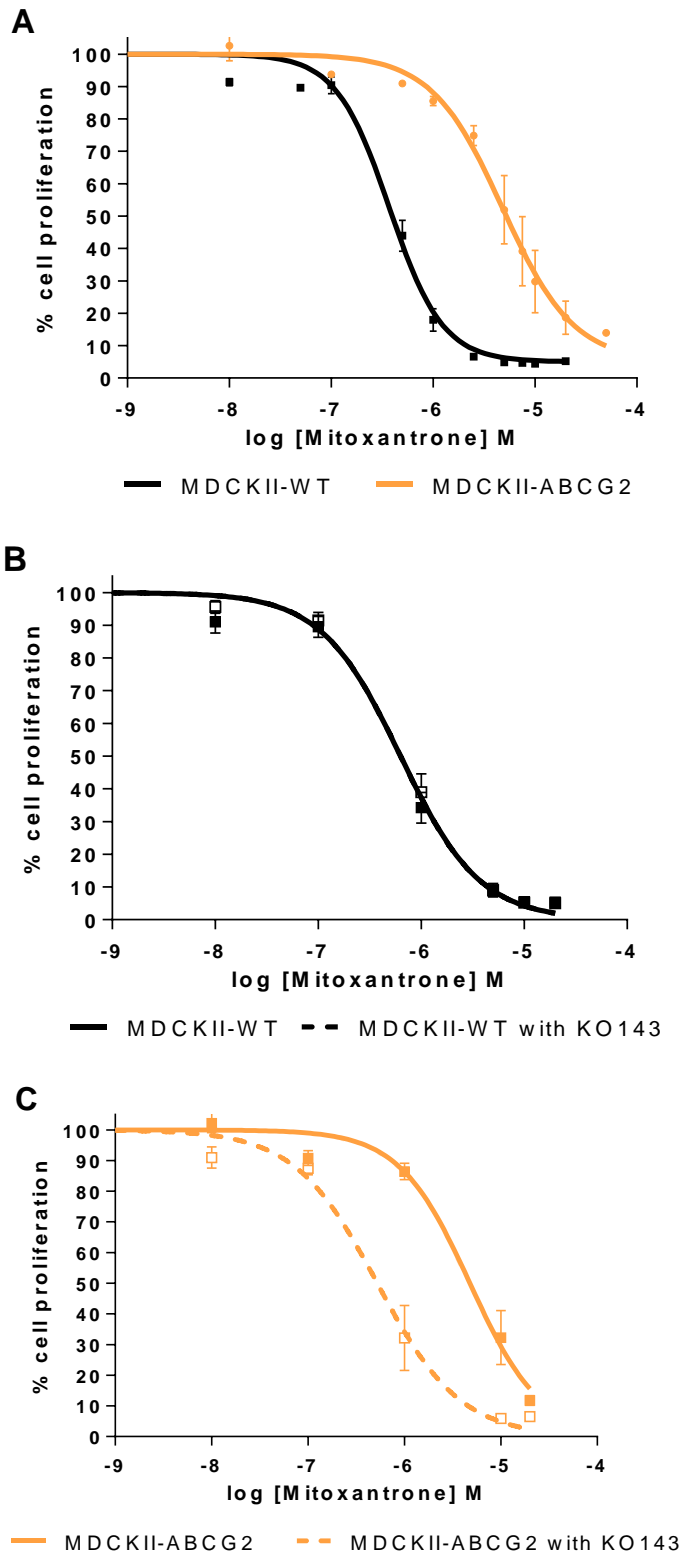 A
% cell proliferation
100
90
80
70
60
50
40
30
20
10
0
-9 -8 -7 -6 -5 -4
log [Mitoxantrone] M
MDCKII-WT MDCKII-ABCG2
B
% cell proliferation
100
90
80
70
60
50
40
30
20
10
0
-9 -8 -7 -6 -5 -4
log [Mitoxantrone] M
MDCKII-WT MDCKII-WT with KO143
C
% cell proliferation
100
90
80
70
60
50
40
30
20
10
0
-9 -8 -7 -6 -5 -4
log [Mitoxantrone] M
MDCKII-ABCG2 MDCKII-ABCG2 with KO143